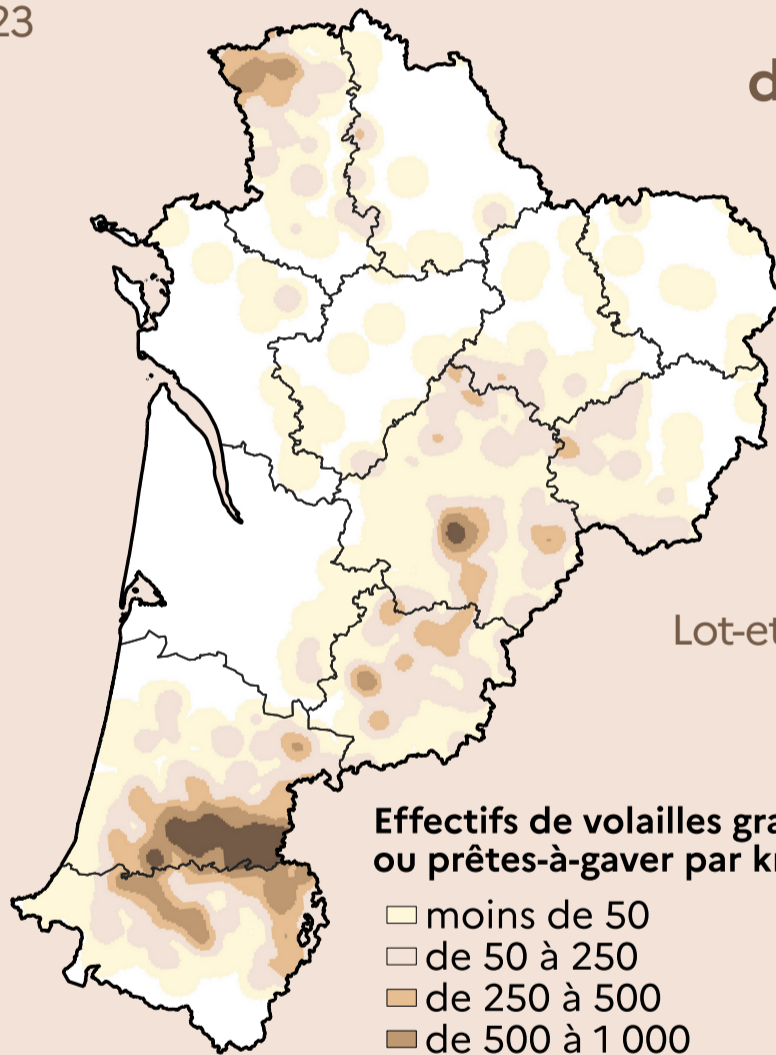 23
d
Lot-et
Effectifs de volailles gra
ou prêtes-à-gaver par k
moins de 50
de 50 à 250
de 250 à 500
de 500 à 1 000